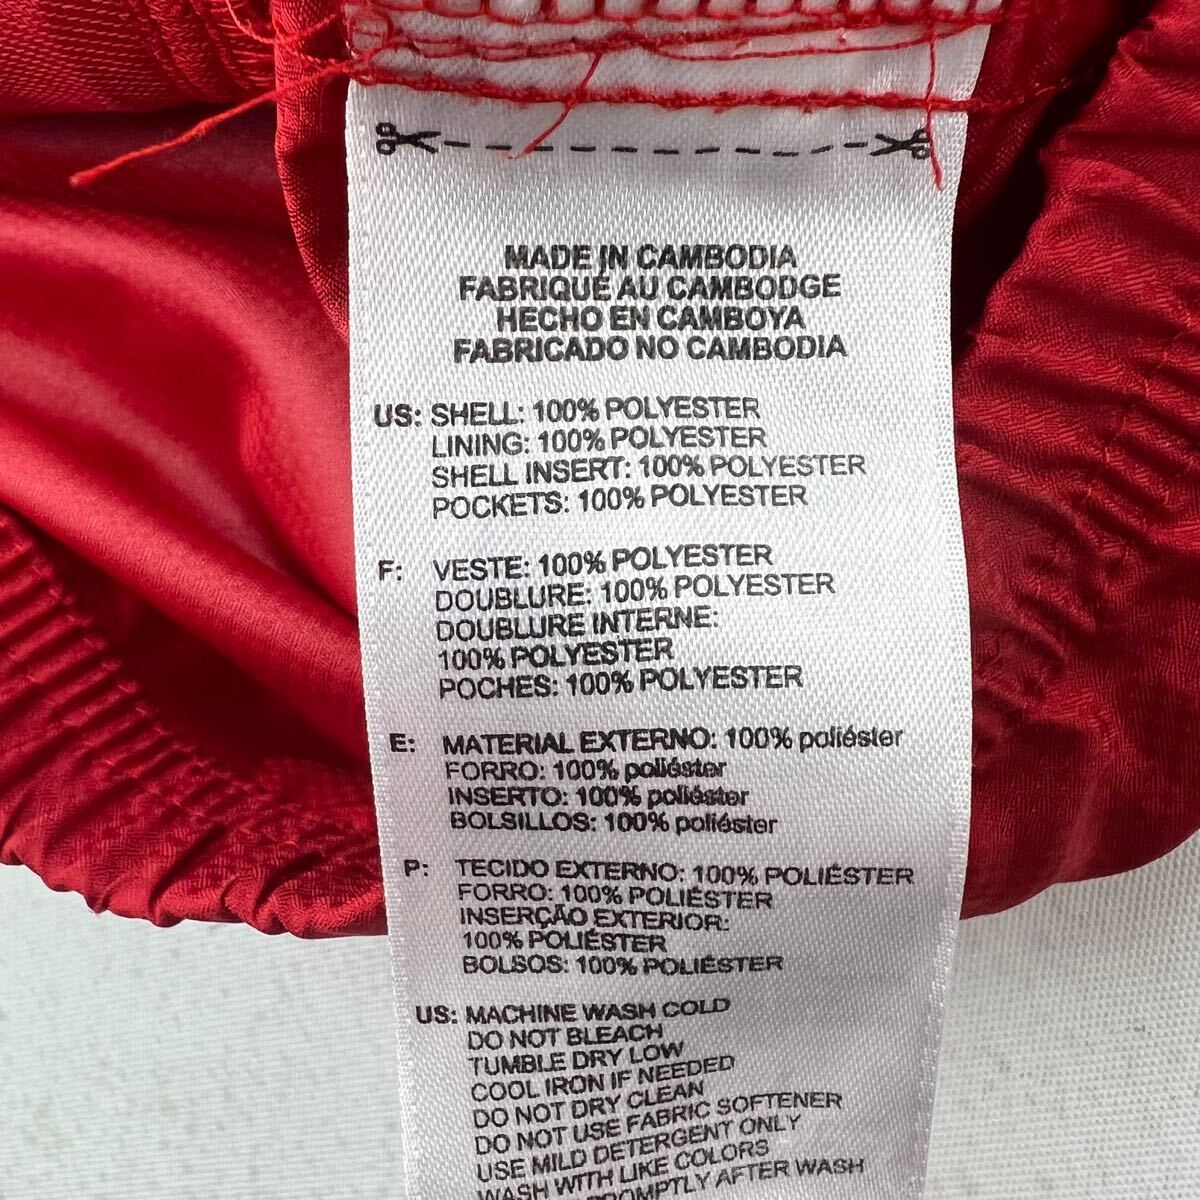 MADE IN CAMBODIA
FABRIQUÉ AU CAMBODGE
HECHO EN CAMBOYA
FABRICADO NO CAMBODIA
US: SHELL: 100% POLYESTER
LINING: 100% POLYESTER
SHELL INSERT: 100% POLYESTER
POCKETS: 100% POLYESTER
F: VESTE: 100% POLYESTER
DOUBLURE: 100% POLYESTER
DOUBLURE INTERNE:
100% POLYESTER
POCHES: 100% POLYESTER
E: MATERIAL EXTERNO: 100% poliéster
FORRO: 100% poliéster
INSERTO: 100% poliéster
BOLSILLOS: 100% poliéster
P: TECIDO EXTERNO: 100% POLIÉSTER
FORRO: 100% POLIÉSTER
INSERÇÃO EXTERIOR:
100% POLIÉSTER
BOLSOS: 100% POLIÉSTER
US: MACHINE WASH COLD
DO NOT BLEACH
TUMBLE DRY LOW
COOL IRON IF NEEDED
DO NOT DRY CLEAN
DO NOT USE FABRIC SOFTENER
USE MILD DETERGENT ONLY
WASH WITH LIKE COLORS
AFTER WASH